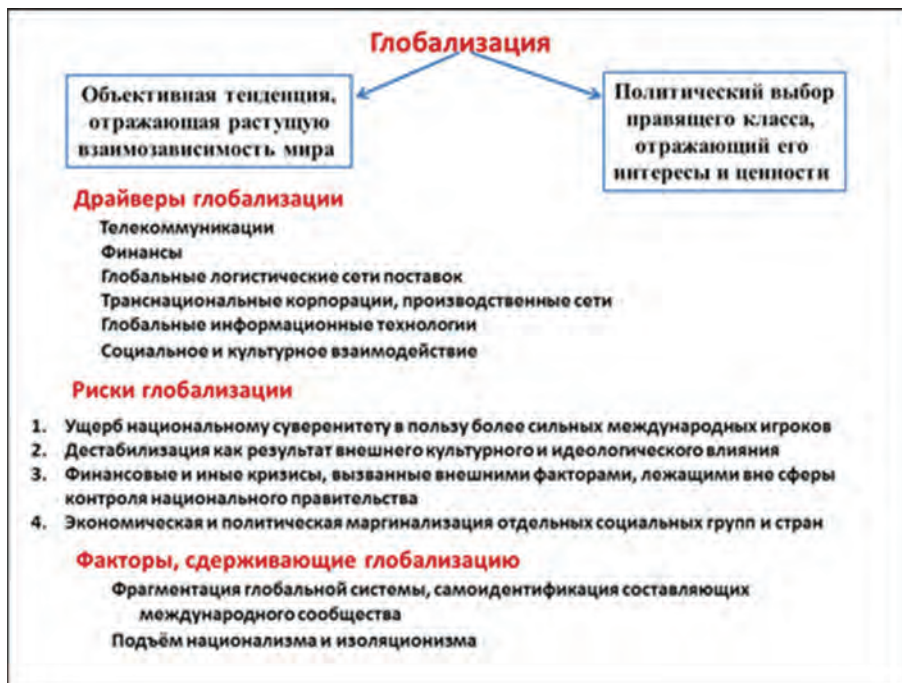 Глобализация
Объективная тенденция,
отражающая растущую
взаимозависимость мира
Политический выбор
правящего класса,
отражающий его
интересы и ценности
Драйверы глобализации
Телекоммуникации
Финансы
Глобальные логистические сети поставок
Транснациональные корпорации, производственные сети
Глобальные информационные технологии
Социальное и культурное взаимодействие
Риски глобализации
1. Ущерб национальному суверенитету в пользу более сильных международных игроков
2. Дестабилизация как результат внешнего культурного и идеологического влияния
3. Финансовые и иные кризисы, вызванные внешними факторами, лежащими вне сферы
контроля национального правительства
4. Экономическая и политическая маргинализация отдельных социальных групп и стран
Факторы, сдерживающие глобализацию
Фрагментация глобальной системы, самоидентификация составляющих
международного сообщества
Подъём национализма и изоляционизма